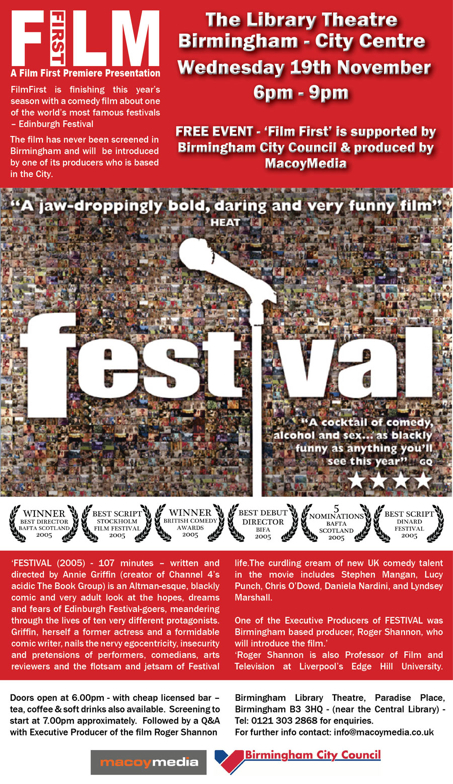 FILM
FIRST
A Film First Premiere Presentation
FilmFirst is finishing this year's
season with a comedy film about one
of the world's most famous festivals
– Edinburgh Festival
The film has never been screened in
Birmingham and will be introduced
by one of its producers who is based
in the City.
The Library Theatre
Birmingham - City Centre
Wednesday 19th November
6pm - 9pm
FREE EVENT - 'Film First' is supported by
Birmingham City Council & produced by
MacoyMedia
"A jaw-droppingly bold, daring and very funny film"
HEAT
festival
"A cocktail of comedy,
alcohol and sex... as blackly
funny as anything you'll
see this year" GQ
WINNER
BEST DIRECTOR
BAFTA SCOTLAND
2005
BEST SCRIPT
STOCKHOLM
FILM FESTIVAL
2005
WINNER
BRITISH COMEDY
AWARDS
2005
BEST DEBUT
DIRECTOR
BIFA
2005
5
NOMINATIONS
BAFTA
SCOTLAND
2005
BEST SCRIPT
DINARD
FESTIVAL
2005
'FESTIVAL (2005) - 107 minutes – written and
directed by Annie Griffin (creator of Channel 4's
acidic The Book Group) is an Altman-esque, blackly
comic and very adult look at the hopes, dreams
and fears of Edinburgh Festival-goers, meandering
through the lives of ten very different protagonists.
Griffin, herself a former actress and a formidable
comic writer, nails the nervy egocentricity, insecurity
and pretensions of performers, comedians, arts
reviewers and the flotsam and jetsam of Festival
life.The curdling cream of new UK comedy talent
in the movie includes Stephen Mangan, Lucy
Punch, Chris O'Dowd, Daniela Nardini, and Lyndsey
Marshall.
One of the Executive Producers of FESTIVAL was
Birmingham based producer, Roger Shannon, who
will introduce the film.'
'Roger Shannon is also Professor of Film and
Television at Liverpool's Edge Hill University.
Doors open at 6.00pm - with cheap licensed bar –
tea, coffee & soft drinks also available. Screening to
start at 7.00pm approximately. Followed by a Q&A
with Executive Producer of the film Roger Shannon
Birmingham Library Theatre, Paradise Place,
Birmingham B3 3HQ - (near the Central Library) -
Tel: 0121 303 2868 for enquiries.
For further info contact: info@macoymedia.co.uk
macoymedia
Birmingham City Council